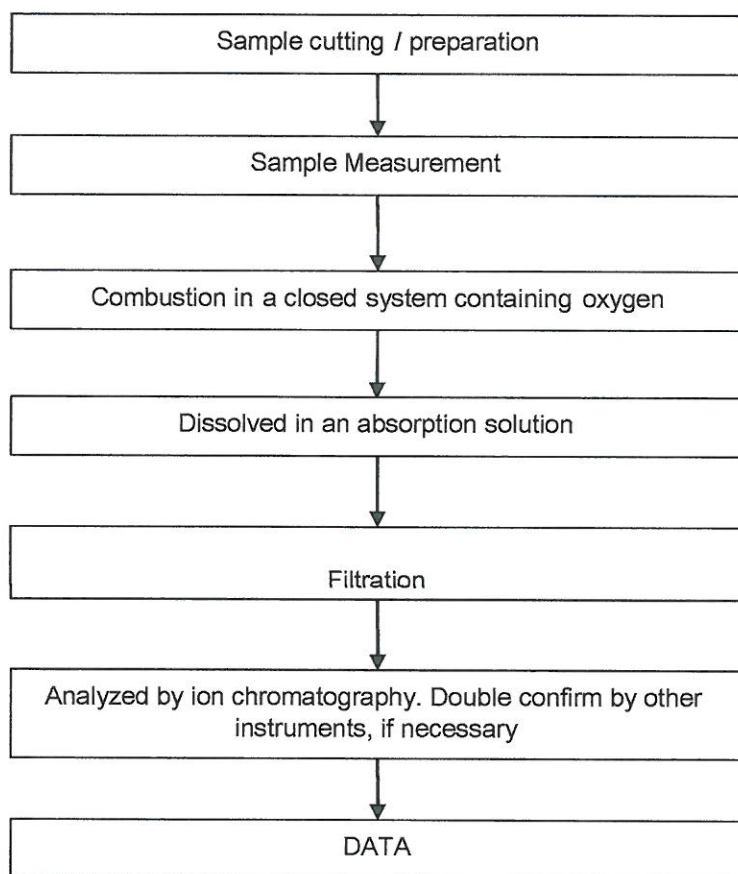 Sample cutting / preparation
Sample Measurement
Combustion in a closed system containing oxygen
Dissolved in an absorption solution
Filtration
Analyzed by ion chromatography. Double confirm by other
instruments, if necessary
DATA